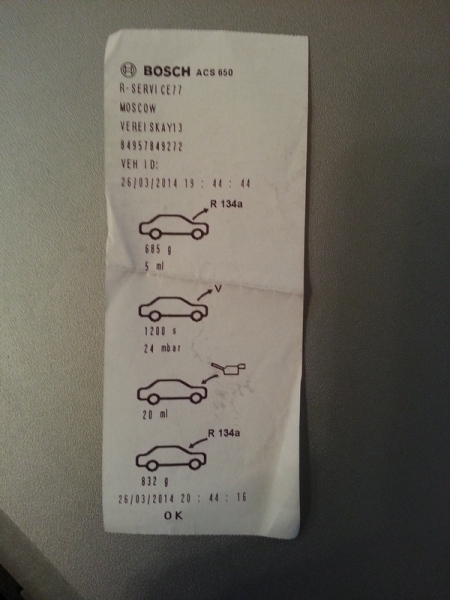 BOSCH ACS 650
R-SERVICE77
MOSCOW
VEREISKAY13
84957849272
VEH ID:
26/03/2014 19 : 44 : 44
R 134a
685 g
5 ml
V
1200 s
24 mbar
20 ml
R 134a
832 g
26/03/2014 20 : 44 : 16
OK